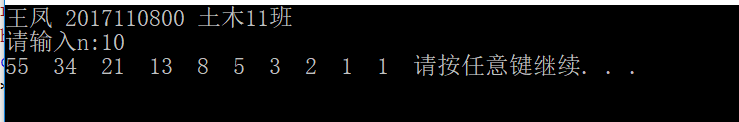 王凤 2017110800 土木11班
请输入n:10
55 34 21 13 8 5 3 2 1 1 请按任意键继续. . .